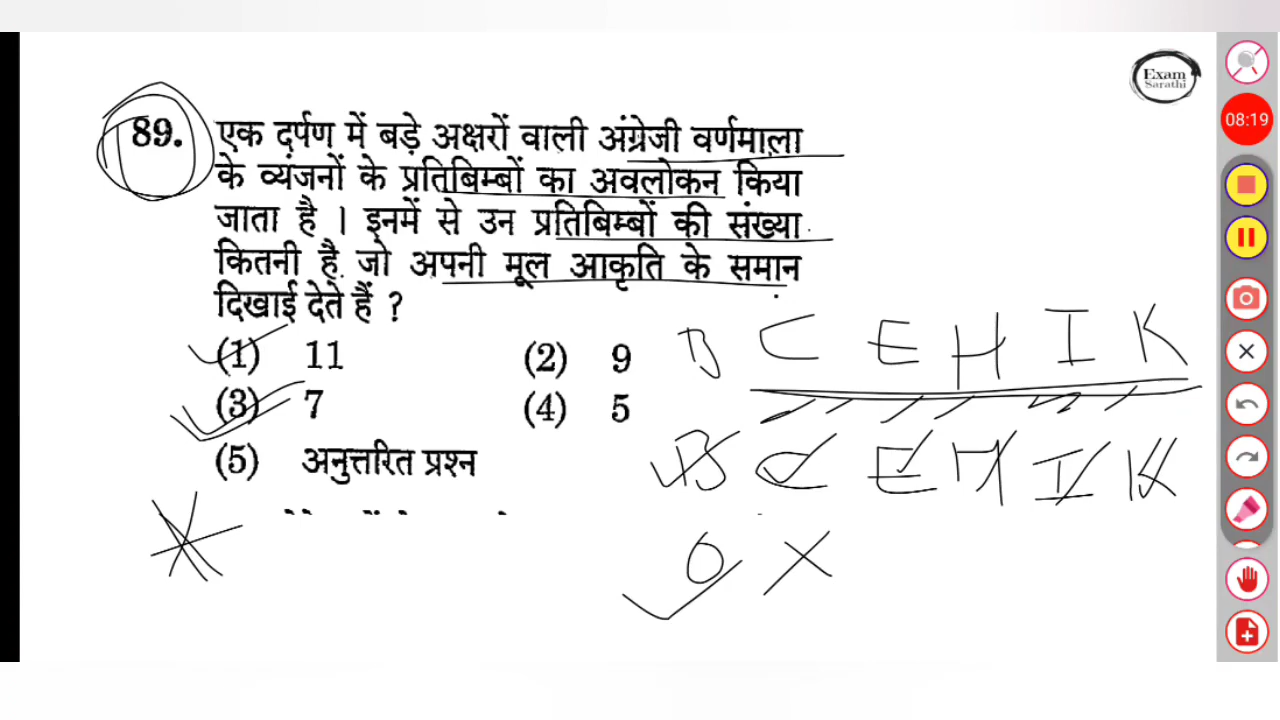 Exam
Sarathi
08:19
89. एक दर्पण में बड़े अक्षरों वाली अंग्रेजी वर्णमाला
के व्यंजनों के प्रतिबिम्बों का अवलोकन किया
जाता है । इनमें से उन प्रतिबिम्बों की संख्या
कितनी है जो अपनी मूल आकृति के समान
दिखाई देते हैं ?
(1) 11 (2) 9
(3) 7 (4) 5
(5) अनुत्तरित प्रश्न
B C E H I K
B C E H I K
O X